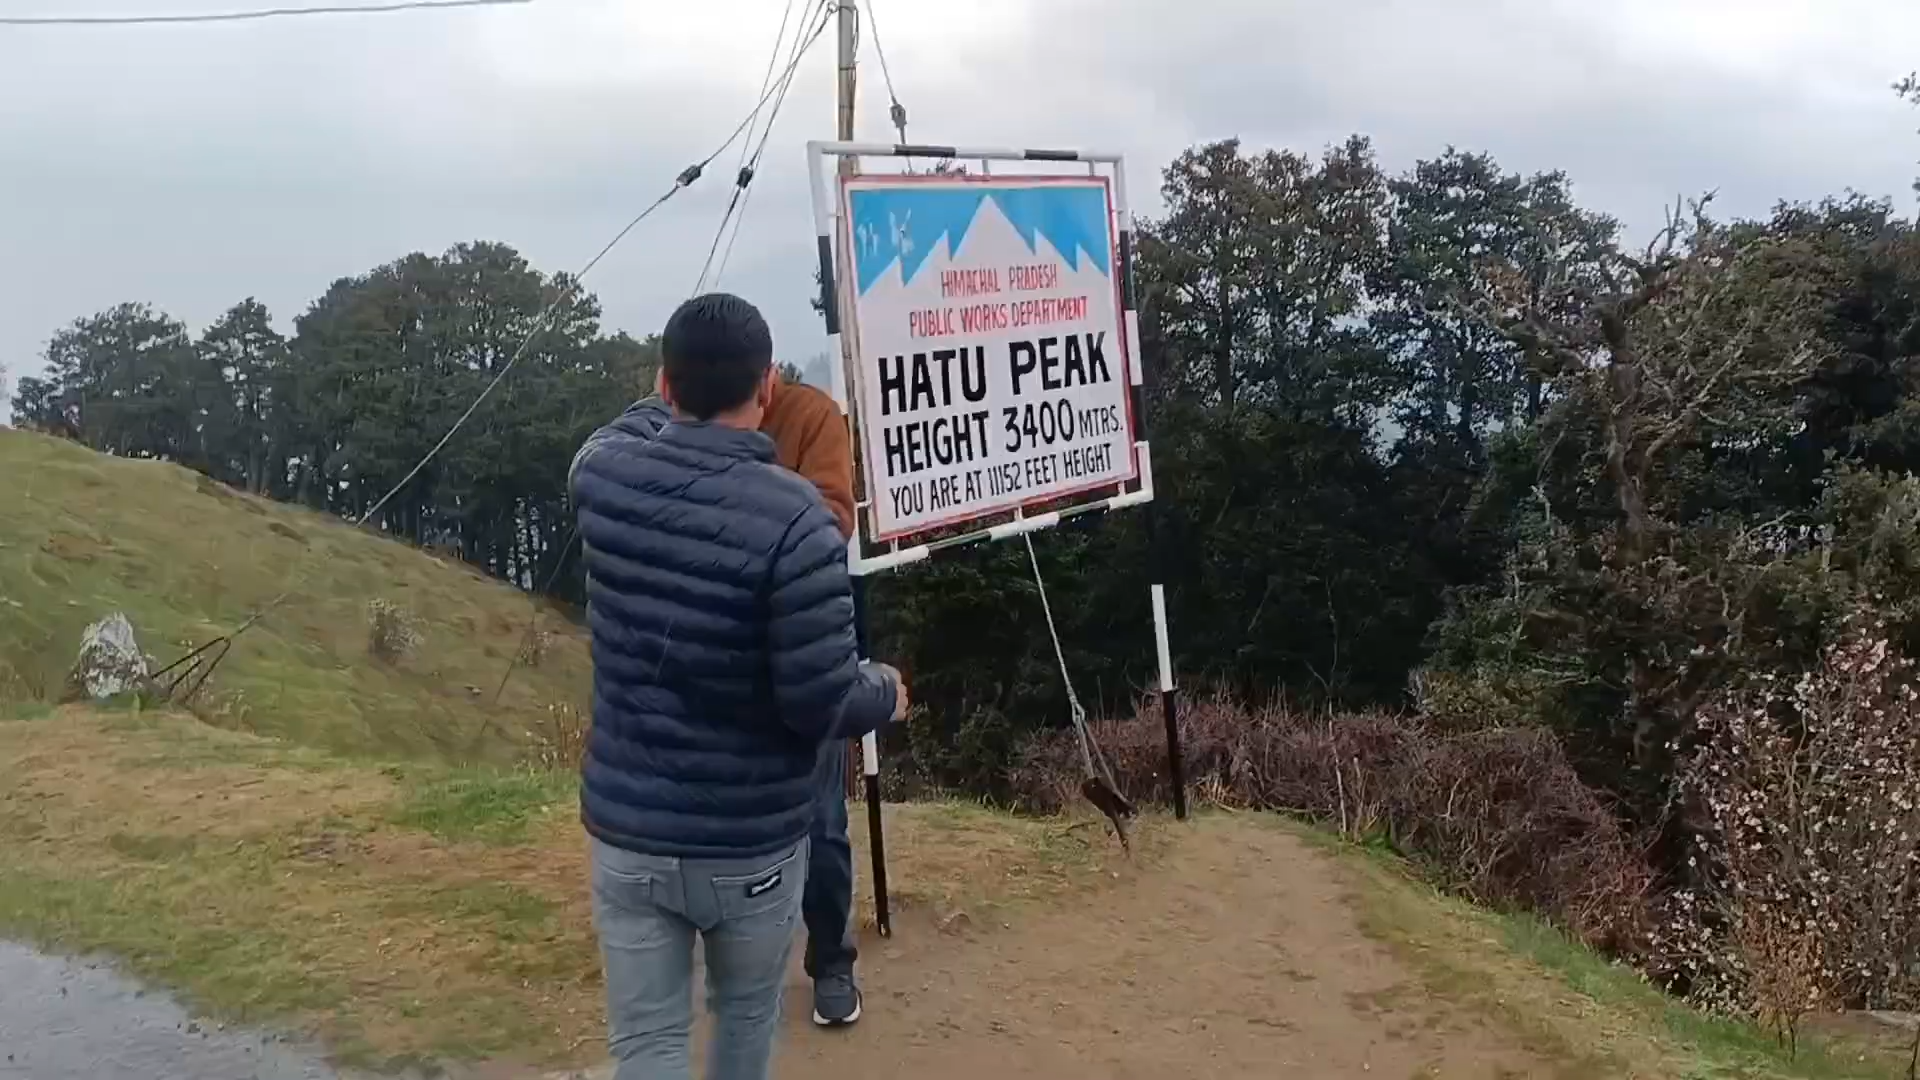 HIMACHAL PRADESH
PUBLIC WORKS DEPARTMENT
HATU PEAK
HEIGHT 3400 MTRS.
YOU ARE AT 11152 FEET HEIGHT